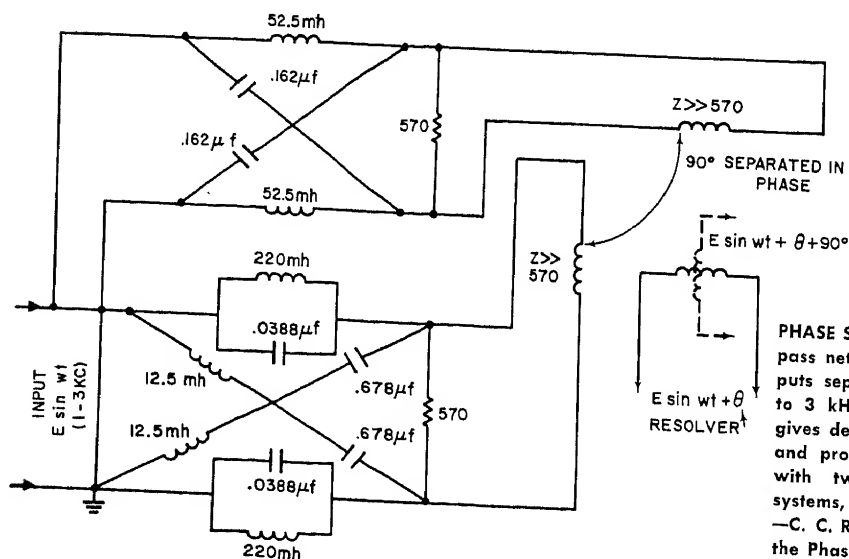 52.5mh
.162μf
.162μf
570
52.5mh
Z>>570
90° SEPARATED IN
PHASE
220mh
.0388μf
Z>>
570
E sin wt + θ+90°
12.5 mh
.678μf
INPUT
E sin wt
(1-3KC)
12.5mh
.678μf
570
.0388μf
220mh
E sin wt+θ
RESOLVER
PHASE S
pass net
puts sep
to 3 kH
gives de
and pro
with tw
systems,
—C. C. R
the Phas